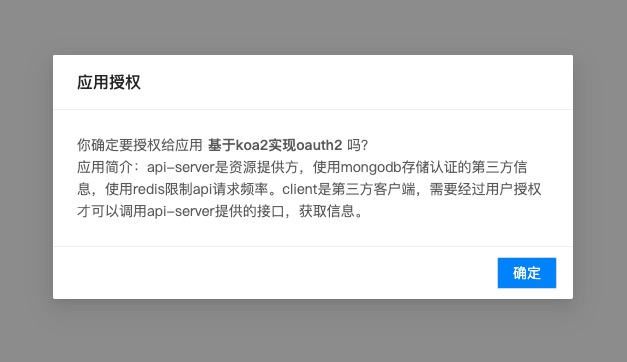 应用授权
你确定要授权给应用 基于koa2实现oauth2 吗?
应用简介：api-server是资源提供方，使用mongodb存储认证的第三方信
息，使用redis限制api请求频率。client是第三方客户端，需要经过用户授权
才可以调用api-server提供的接口，获取信息。
确定